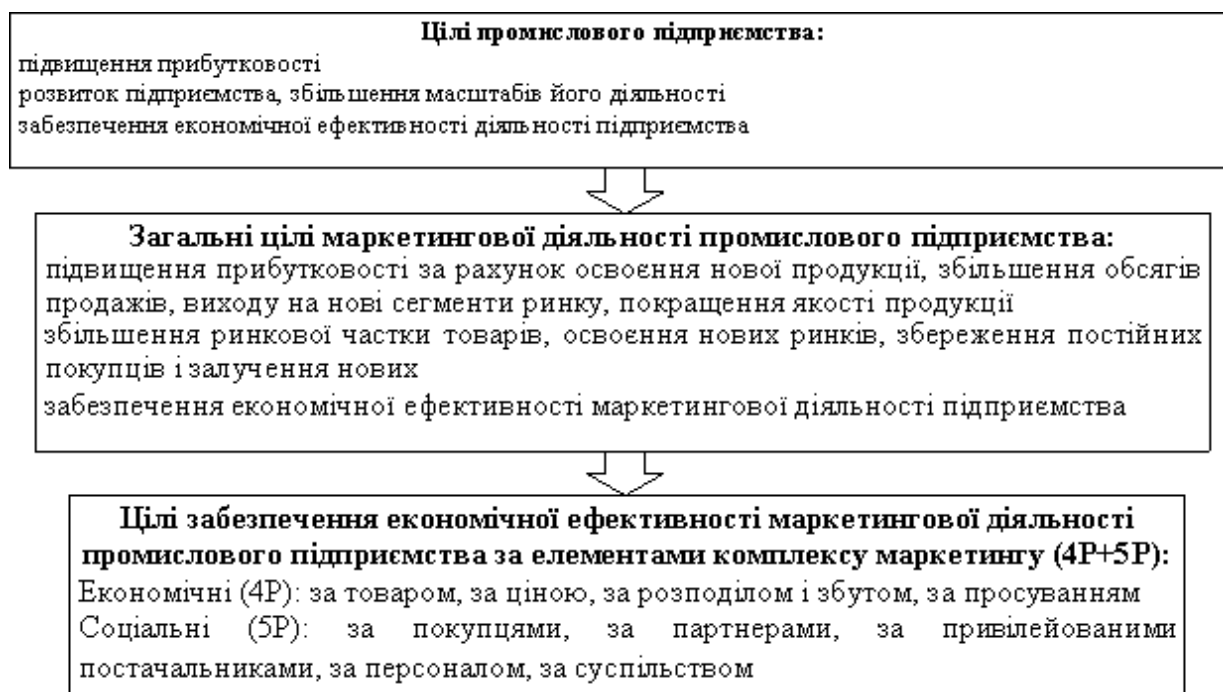 Цілі промислового підприємства:
підвищення прибутковості
розвиток підприємства, збільшення масштабів його діяльності
забезпечення економічної ефективності діяльності підприємства
Загальні цілі маркетингової діяльності промислового підприємства:
підвищення прибутковості за рахунок освоєння нової продукції, збільшення обсягів
продажів, виходу на нові сегменти ринку, покращення якості продукції
збільшення ринкової частки товарів, освоєння нових ринків, збереження постійних
покупців і залучення нових
забезпечення економічної ефективності маркетингової діяльності підприємства
Цілі забезпечення економічної ефективності маркетингової діяльності
промислового підприємства за елементами комплексу маркетингу (4Р+5Р):
Економічні (4Р): за товаром, за ціною, за розподілом і збутом, за просуванням
Соціальні (5Р): за покупцями, за партнерами, за привілейованими
постачальниками, за персоналом, за суспільством